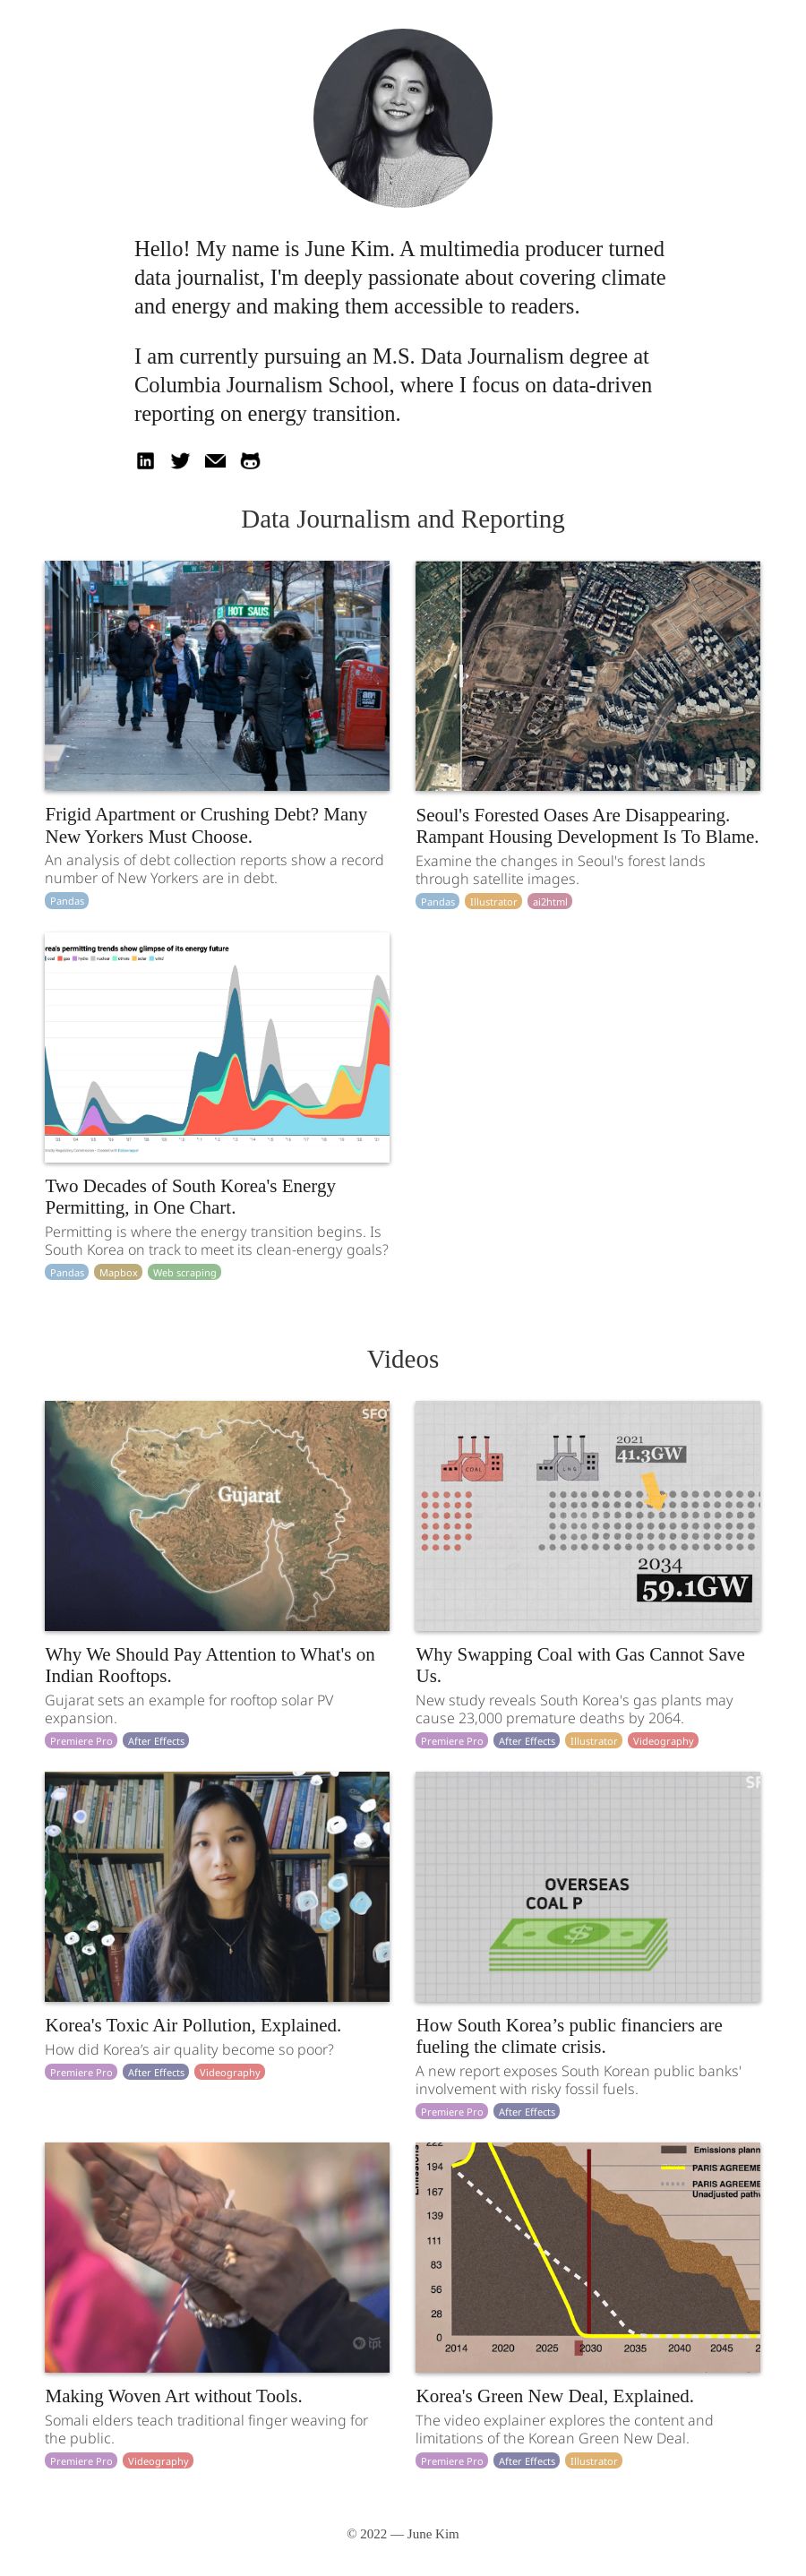 Hello! My name is June Kim. A multimedia producer turned
data journalist, I'm deeply passionate about covering climate
and energy and making them accessible to readers.
I am currently pursuing an M.S. Data Journalism degree at
Columbia Journalism School, where I focus on data-driven
reporting on energy transition.
in
Data Journalism and Reporting
HOT SAUS
Frigid Apartment or Crushing Debt? Many
New Yorkers Must Choose.
An analysis of debt collection reports show a record
number of New Yorkers are in debt.
Pandas
Seoul's Forested Oases Are Disappearing.
Rampant Housing Development Is To Blame.
Examine the changes in Seoul's forest lands
through satellite images.
Pandas Illustrator ai2html
rea's permitting trends show glimpse of its energy future
Two Decades of South Korea's Energy
Permitting, in One Chart.
Permitting is where the energy transition begins. Is
South Korea on track to meet its clean-energy goals?
Pandas Mapbox Web scraping
Videos
SFO
Gujarat
Why We Should Pay Attention to What's on
Indian Rooftops.
Gujarat sets an example for rooftop solar PV
expansion.
Premiere Pro After Effects
COAL
LNG
2021
41.3GW
2034
59.1GW
Why Swapping Coal with Gas Cannot Save
Us.
New study reveals South Korea's gas plants may
cause 23,000 premature deaths by 2064.
Premiere Pro After Effects Illustrator Videography
Korea's Toxic Air Pollution, Explained.
How did Korea's air quality become so poor?
Premiere Pro After Effects Videography
OVERSEAS
COAL P
How South Korea’s public financiers are
fueling the climate crisis.
A new report exposes South Korean public banks'
involvement with risky fossil fuels.
Premiere Pro After Effects
tpt
Making Woven Art without Tools.
Somali elders teach traditional finger weaving for
the public.
Premiere Pro Videography
Emissions
222
194
167
139
111
83
56
28
0
2014 2020 2025 2030 2035 2040 2045 2
Emissions plann
PARIS AGREEME
PARIS AGREEME
Unadjusted path
Korea's Green New Deal, Explained.
The video explainer explores the content and
limitations of the Korean Green New Deal.
Premiere Pro After Effects Illustrator
© 2022 — June Kim